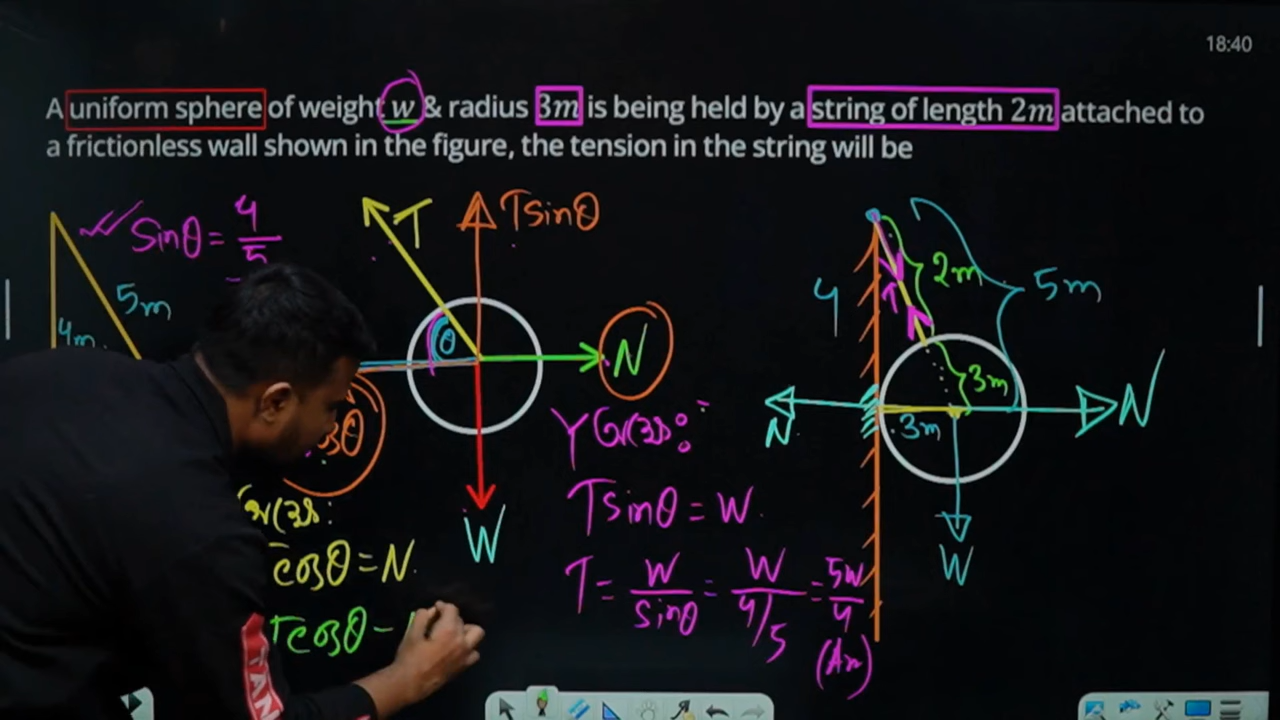 18:40
A uniform sphere of weight w & radius 3m is being held by a string of length 2m attached to
a frictionless wall shown in the figure, the tension in the string will be
sinθ = 4/5
5m
4m
T
Tsinθ
θ
N
W
cosθ = N
Tcosθ -
Tsinθ = W
T = W/sinθ = W/4/5 = 5W/4
(An)
4
2m
T
5m
3m
3m
N
N
W
TAN